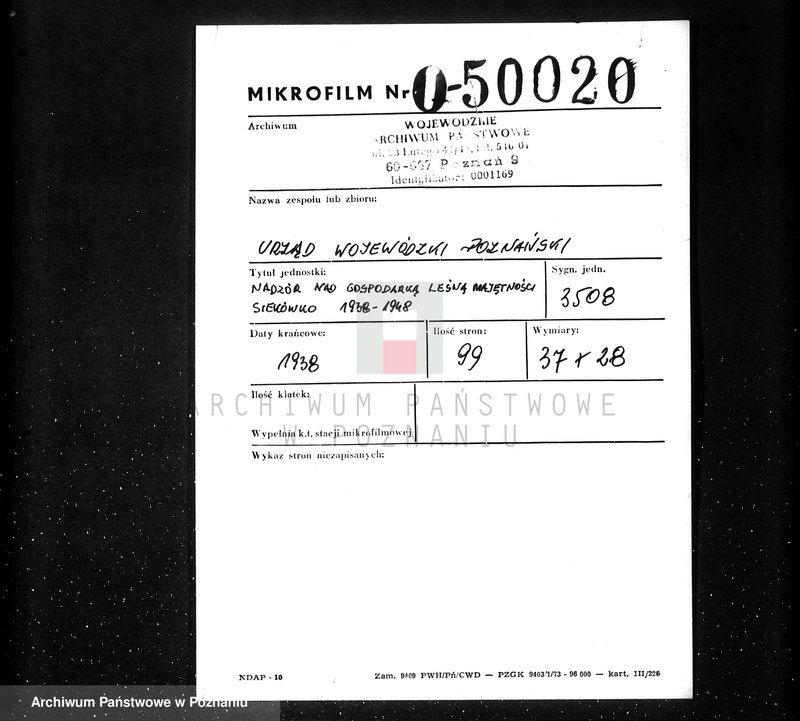 MIKROFILM Nr 0-50020
Archiwum
WOJEWÓDZKIE
ARCHIWUM PAŃSTWOWE
60-967 Poznań 9
Identyfikator: 0001169
Nazwa zespołu lub zbioru:
URZĄD WOJEWÓDZKI POZNAŃSKI
Tytuł jednostki:
Sygn. jedn.
NADZÓR NAD GOSPODARKĄ LEŚNĄ MAJĘTNOŚCI
SIEKÓWKO 1938-1948
3508
Daty krańcowe:
Ilość stron:
Wymiary:
1938
99
37 x 28
Ilość klatek:
ARCHIWUM PAŃSTWOWE
W POZNANIU
Wypełnia k.t. stacji mikrofilmowej
Wykaz stron niezapisanych:
NDAP - 10
Zam. 9409 PWH/Pń/CWD — PZGK 9403/1/73 - 96 000 — kart. III/226
Archiwum Państwowe w Poznaniu